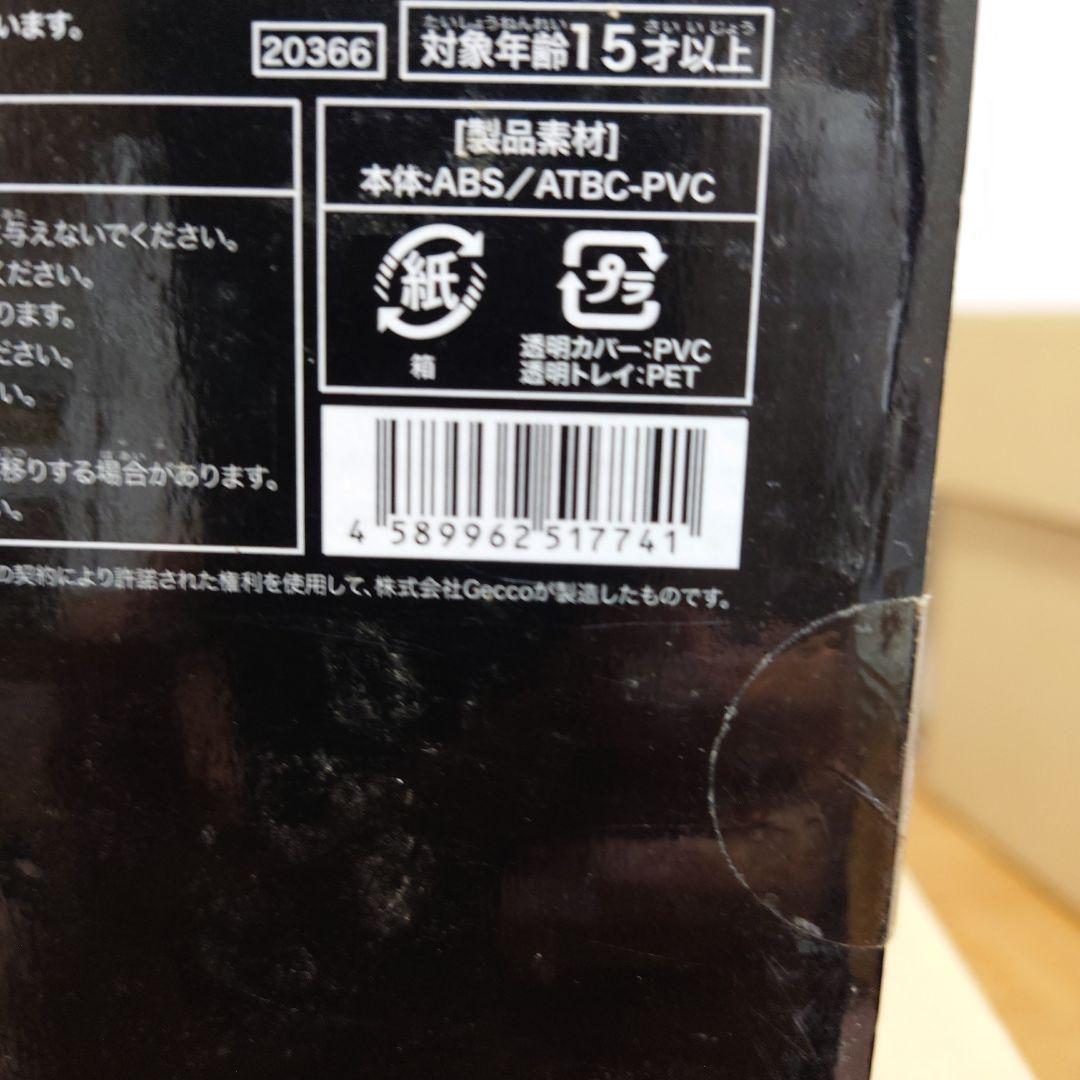 います。
20366
たいしょうねんれい さいいじょう
対象年齢15才以上
[製品素材]
本体:ABS/ATBC-PVC
与えないでください。
ください。
のます。
ださい。
い。
移りする場合があります。
い。
紙
箱
プラ
透明カバー:PVC
透明トレイ:PET
4 589962 517741
の契約により許諾された権利を使用して、株式会社Geccoが製造したものです。